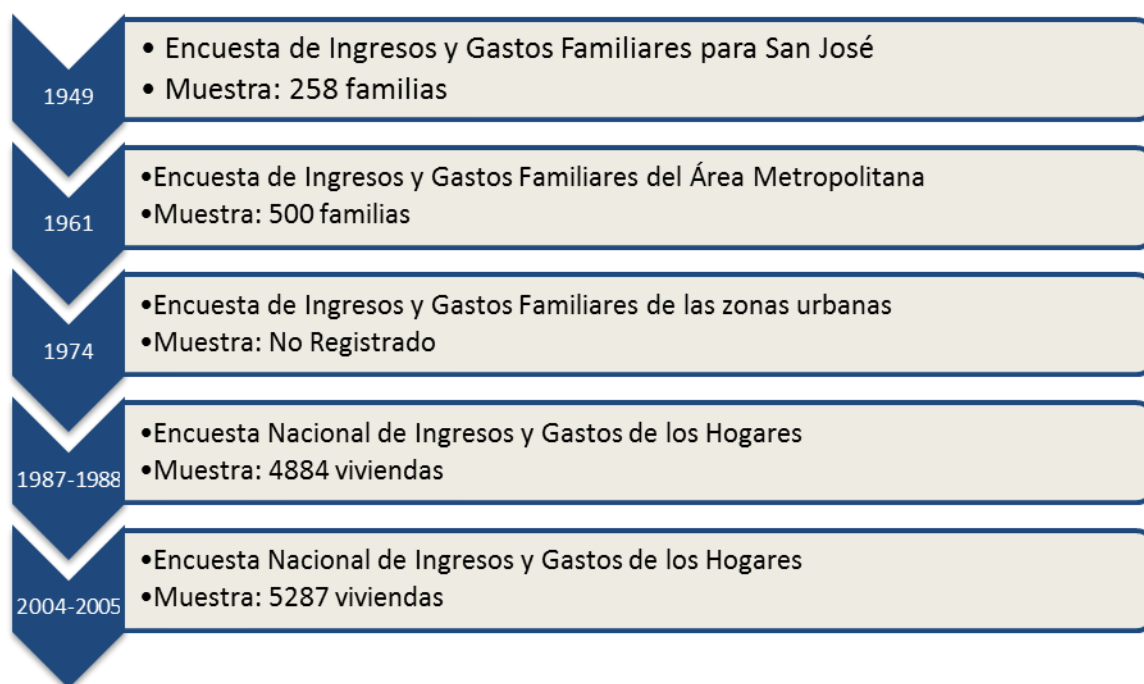 1949
• Encuesta de Ingresos y Gastos Familiares para San José
• Muestra: 258 familias
1961
•Encuesta de Ingresos y Gastos Familiares del Área Metropolitana
•Muestra: 500 familias
1974
•Encuesta de Ingresos y Gastos Familiares de las zonas urbanas
•Muestra: No Registrado
1987-1988
•Encuesta Nacional de Ingresos y Gastos de los Hogares
•Muestra: 4884 viviendas
2004-2005
•Encuesta Nacional de Ingresos y Gastos de los Hogares
•Muestra: 5287 viviendas